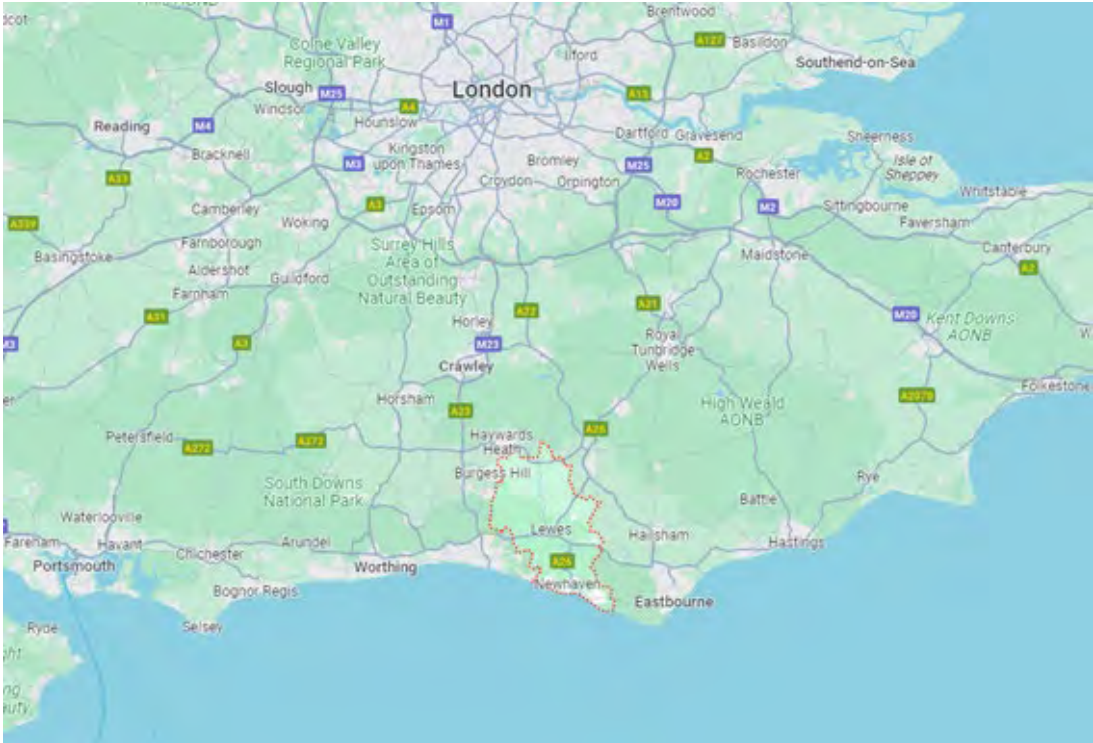 Brentwood
M1
A127
Basildon
Colne Valley
Regional Park
Ilford
Southend-on-Sea
Slough
M25
London
A13
Windsor
A4
Hounslow
Reading
M4
Dartford
Gravesend
Sheerness
Bracknell
M3
Kingston
upon Thames
Bromley
M25
A2
Isle of
Sheppey
A33
Croydon
Orpington
Rochester
Whitstable
Camberley
Woking
A3
Epsom
M20
M2
Sittingbourne
Faversham
A339
Basingstoke
Farnborough
Surrey Hills
Area of
Outstanding
Natural Beauty
Maidstone
Canterbury
A2
Aldershot
Guildford
Farnham
A31
A22
A21
M20
Kent Downs
AONB
Horley
M3
A3
M23
Royal
Tunbridge
Wells
Crawley
Folkestone
Horsham
A23
High Weald
AONB
A2070
Petersfield
A272
A272
Haywards
Heath
A26
South Downs
National Park
Burgess Hill
Rye
Battle
Waterlooville
Lewes
Hailsham
Hastings
Fareham
Havant
Chichester
Arundel
Portsmouth
Worthing
A26
Newhaven
Bognor Regis
Eastbourne
Selsey
Ryde